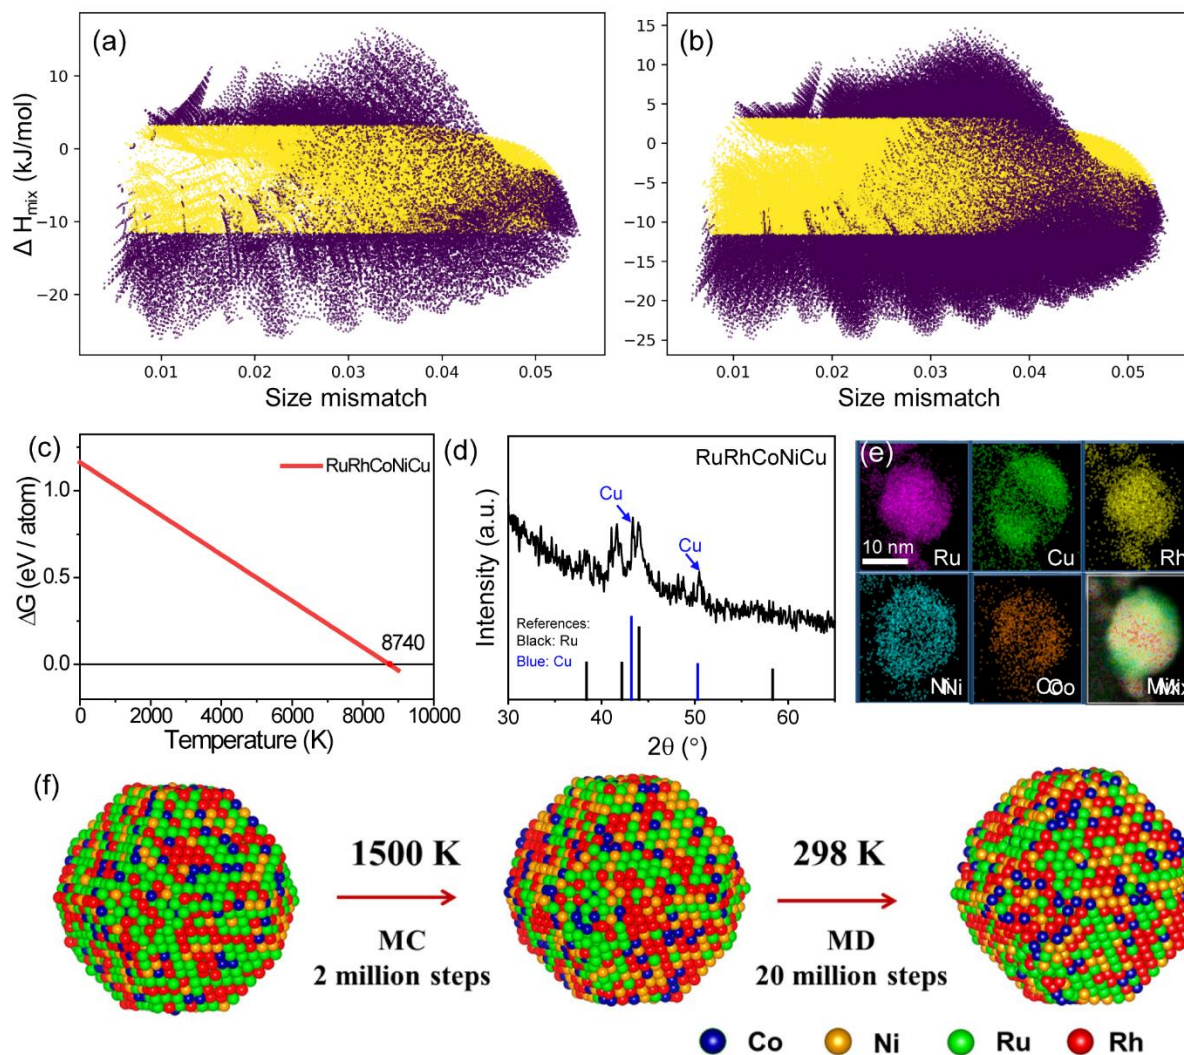 (a)
(b)
Δ H_mix (kJ/mol)
10
0
−10
−20
0.01 0.02 0.03 0.04 0.05
Size mismatch
15
10
5
0
−5
−10
−15
−20
−25
0.01 0.02 0.03 0.04 0.05
Size mismatch
(c)
ΔG (eV / atom)
1.0
0.5
0.0
RuRhCoNiCu
8740
0 2000 4000 6000 8000 10000
Temperature (K)
(d)
RuRhCoNiCu
Intensity (a.u.)
Cu
Cu
References:
Black: Ru
Blue: Cu
30 40 50 60
2θ (°)
(e)
10 nm
Ru
Cu
Rh
Ni
Co
Mix
(f)
1500 K
MC
2 million steps
298 K
MD
20 million steps
Co Ni Ru Rh